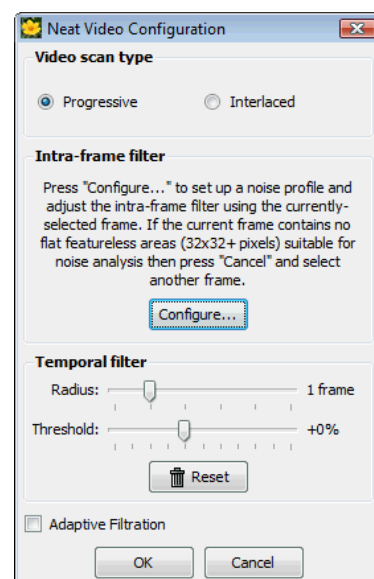 Neat Video Configuration
Video scan type
Progressive
Interlaced
Intra-frame filter
Press "Configure..." to set up a noise profile and
adjust the intra-frame filter using the currently-
selected frame. If the current frame contains no
flat featureless areas (32x32+ pixels) suitable for
noise analysis then press "Cancel" and select
another frame.
Configure...
Temporal filter
Radius: 1 frame
Threshold: +0%
Reset
Adaptive Filtration
OK
Cancel